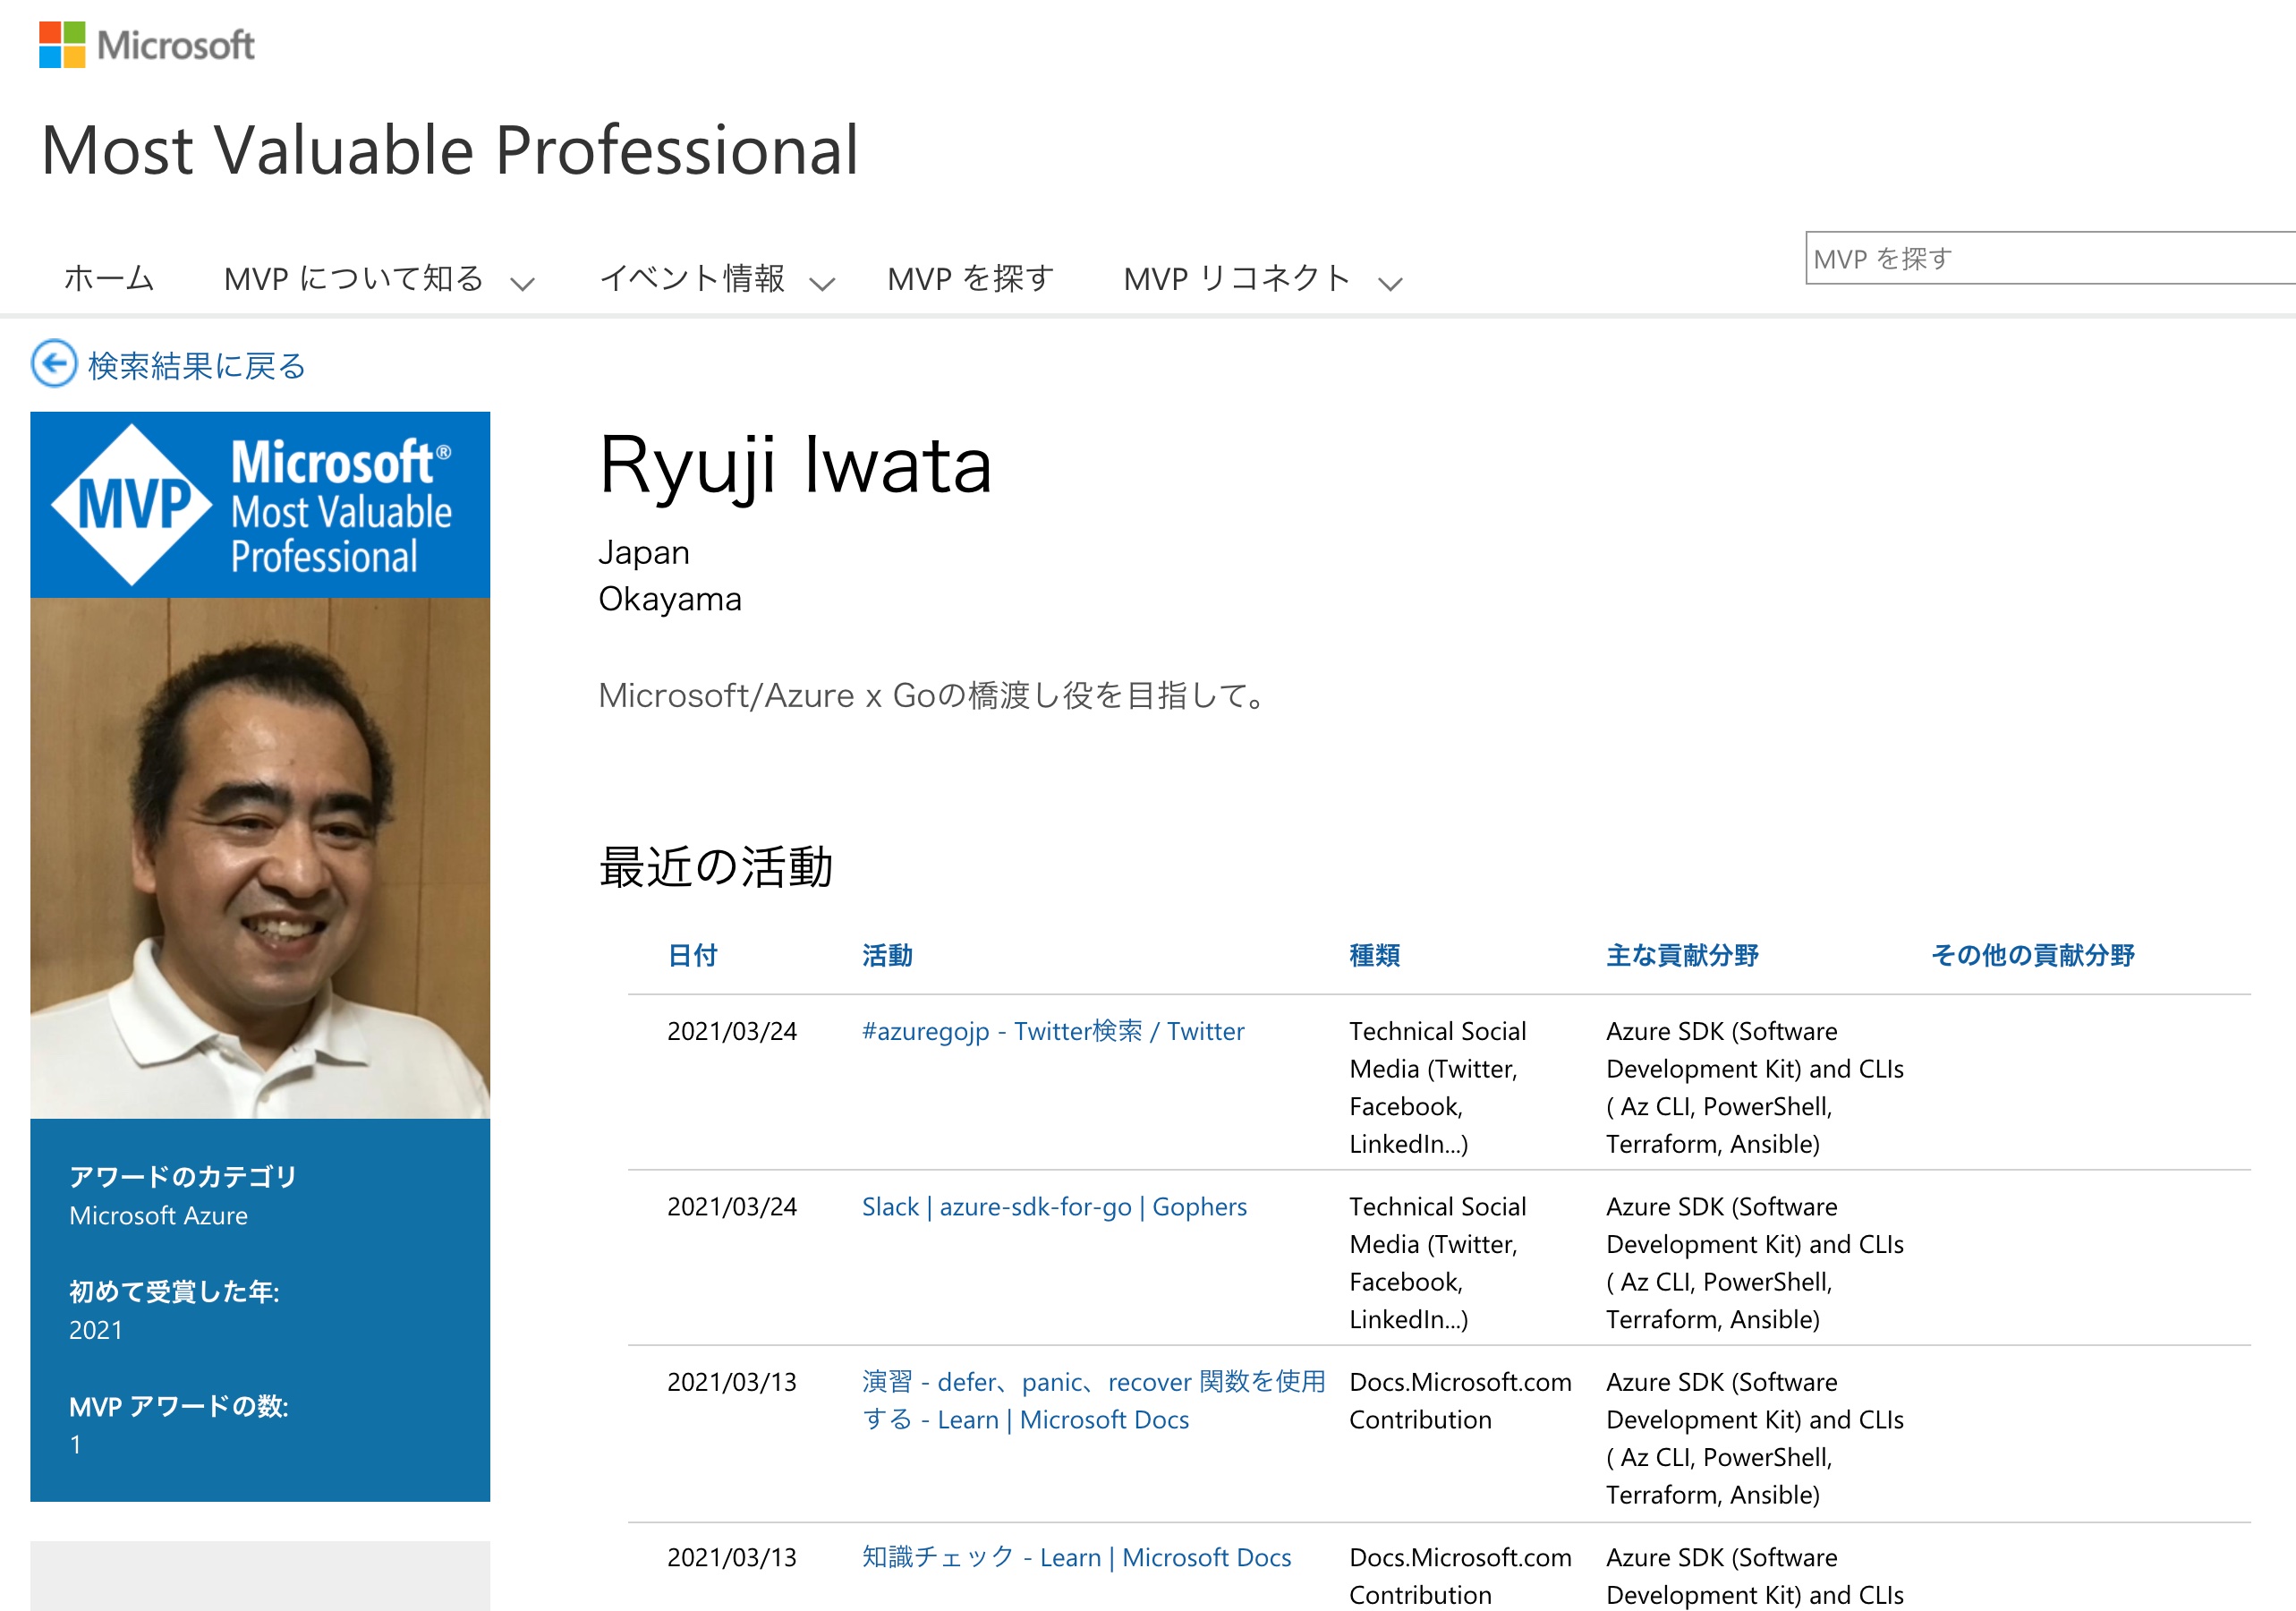 Microsoft
Most Valuable Professional
ホーム MVP について知る イベント情報 MVP を探す MVP リコネクト MVP を探す
検索結果に戻る
MVP
Microsoft®
Most Valuable
Professional
アワードのカテゴリ
Microsoft Azure
初めて受賞した年:
2021
MVP アワードの数:
1
Ryuji Iwata
Japan
Okayama
Microsoft/Azure x Goの橋渡し役を目指して。
最近の活動
日付 活動 種類 主な貢献分野 その他の貢献分野
2021/03/24 #azuregojp - Twitter検索 / Twitter Technical Social Azure SDK (Software
Media (Twitter, Development Kit) and CLIs
Facebook, ( Az CLI, PowerShell,
LinkedIn...) Terraform, Ansible)
2021/03/24 Slack | azure-sdk-for-go | Gophers Technical Social Azure SDK (Software
Media (Twitter, Development Kit) and CLIs
Facebook, ( Az CLI, PowerShell,
LinkedIn...) Terraform, Ansible)
2021/03/13 演習 - defer、panic、recover 関数を使用 Docs.Microsoft.com Azure SDK (Software
する - Learn | Microsoft Docs Contribution Development Kit) and CLIs
( Az CLI, PowerShell,
Terraform, Ansible)
2021/03/13 知識チェック - Learn | Microsoft Docs Docs.Microsoft.com Azure SDK (Software
Contribution Development Kit) and CLIs